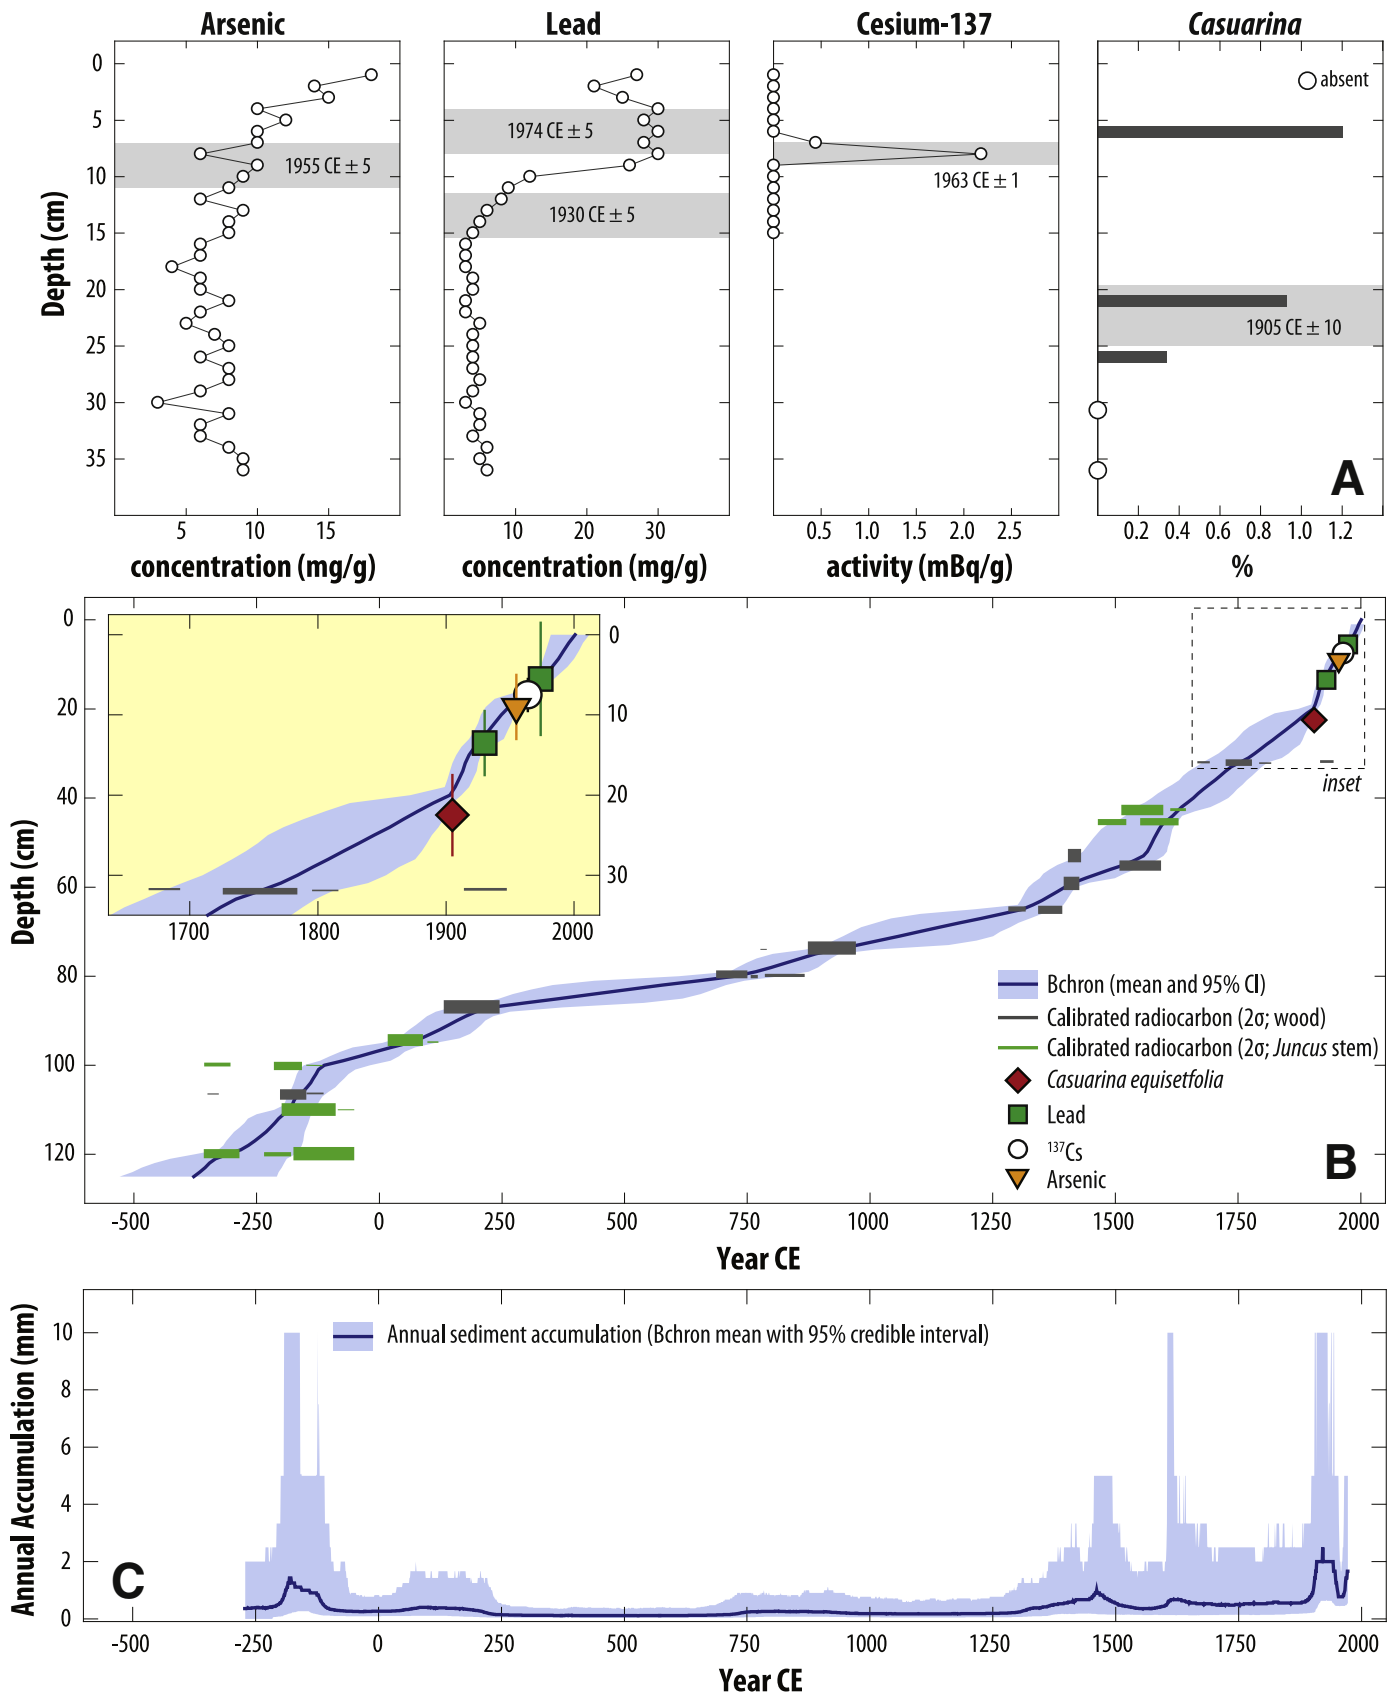 Arsenic Lead Cesium-137 Casuarina
0
5
10
15
20
25
30
35
Depth (cm)
1955 CE ± 5
1974 CE ± 5
1930 CE ± 5
1963 CE ± 1
absent
1905 CE ± 10
A
5 10 15
10 20 30
0.5 1.0 1.5 2.0 2.5
0.2 0.4 0.6 0.8 1.0 1.2
concentration (mg/g) concentration (mg/g) activity (mBq/g) %
0
20
40
60
80
100
120
Depth (cm)
0
10
20
30
1700 1800 1900 2000
inset
Bchron (mean and 95% CI)
Calibrated radiocarbon (2σ; wood)
Calibrated radiocarbon (2σ; Juncus stem)
Casuarina equisetfolia
Lead
¹³⁷Cs
Arsenic
B
-500 -250 0 250 500 750 1000 1250 1500 1750 2000
Year CE
Annual sediment accumulation (Bchron mean with 95% credible interval)
10
8
6
4
2
0
Annual Accumulation (mm)
C
-500 -250 0 250 500 750 1000 1250 1500 1750 2000
Year CE